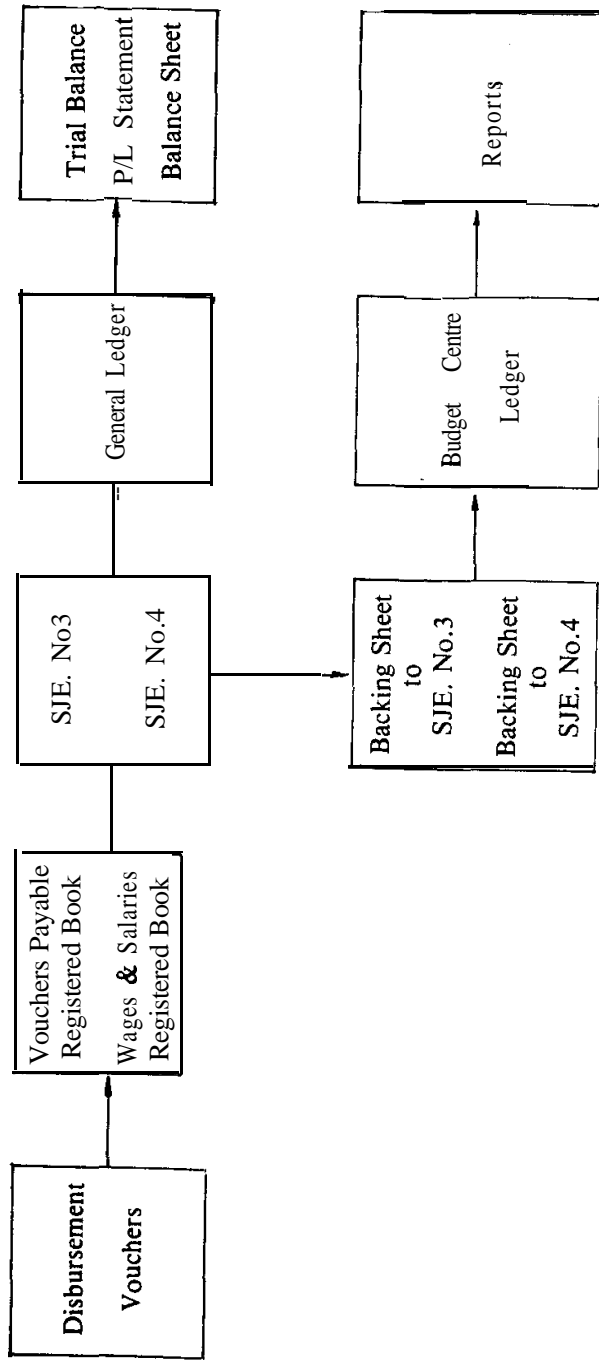 Disbursement
Vouchers
Vouchers Payable
Registered Book
Wages & Salaries
Registered Book
SJE. No3
SJE. No.4
General Ledger
Trial Balance
P/L Statement
Balance Sheet
Backing Sheet
to
SJE. No.3
Backing Sheet
to
SJE. No.4
Budget Centre
Ledger
Reports